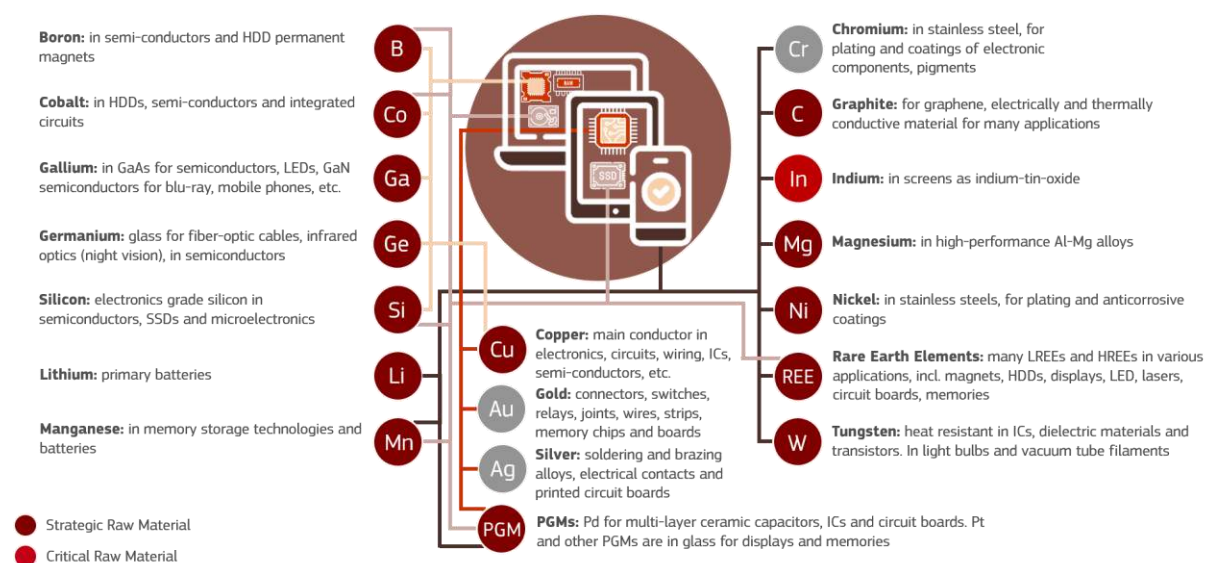 Boron: in semi-conductors and HDD permanent
magnets
B
Cobalt: in HDDs, semi-conductors and integrated
circuits
Co
Gallium: in GaAs for semiconductors, LEDs, GaN
semiconductors for blu-ray, mobile phones, etc.
Ga
Germanium: glass for fiber-optic cables, infrared
optics (night vision), in semiconductors
Ge
Silicon: electronics grade silicon in
semiconductors, SSDs and microelectronics
Si
Lithium: primary batteries
Li
Manganese: in memory storage technologies and
batteries
Mn
SSD
Cu
Copper: main conductor in
electronics, circuits, wiring, ICs,
semi-conductors, etc.
Au
Gold: connectors, switches,
relays, joints, wires, strips,
memory chips and boards
Ag
Silver: soldering and brazing
alloys, electrical contacts and
printed circuit boards
PGM
PGMs: Pd for multi-layer ceramic capacitors, ICs and circuit boards. Pt
and other PGMs are in glass for displays and memories
Cr
Chromium: in stainless steel, for
plating and coatings of electronic
components, pigments
C
Graphite: for graphene, electrically and thermally
conductive material for many applications
In
Indium: in screens as indium-tin-oxide
Mg
Magnesium: in high-performance Al-Mg alloys
Ni
Nickel: in stainless steels, for plating and anticorrosive
coatings
REE
Rare Earth Elements: many LREEs and HREEs in various
applications, incl. magnets, HDDs, displays, LED, lasers,
circuit boards, memories
W
Tungsten: heat resistant in ICs, dielectric materials and
transistors. In light bulbs and vacuum tube filaments
Strategic Raw Material
Critical Raw Material